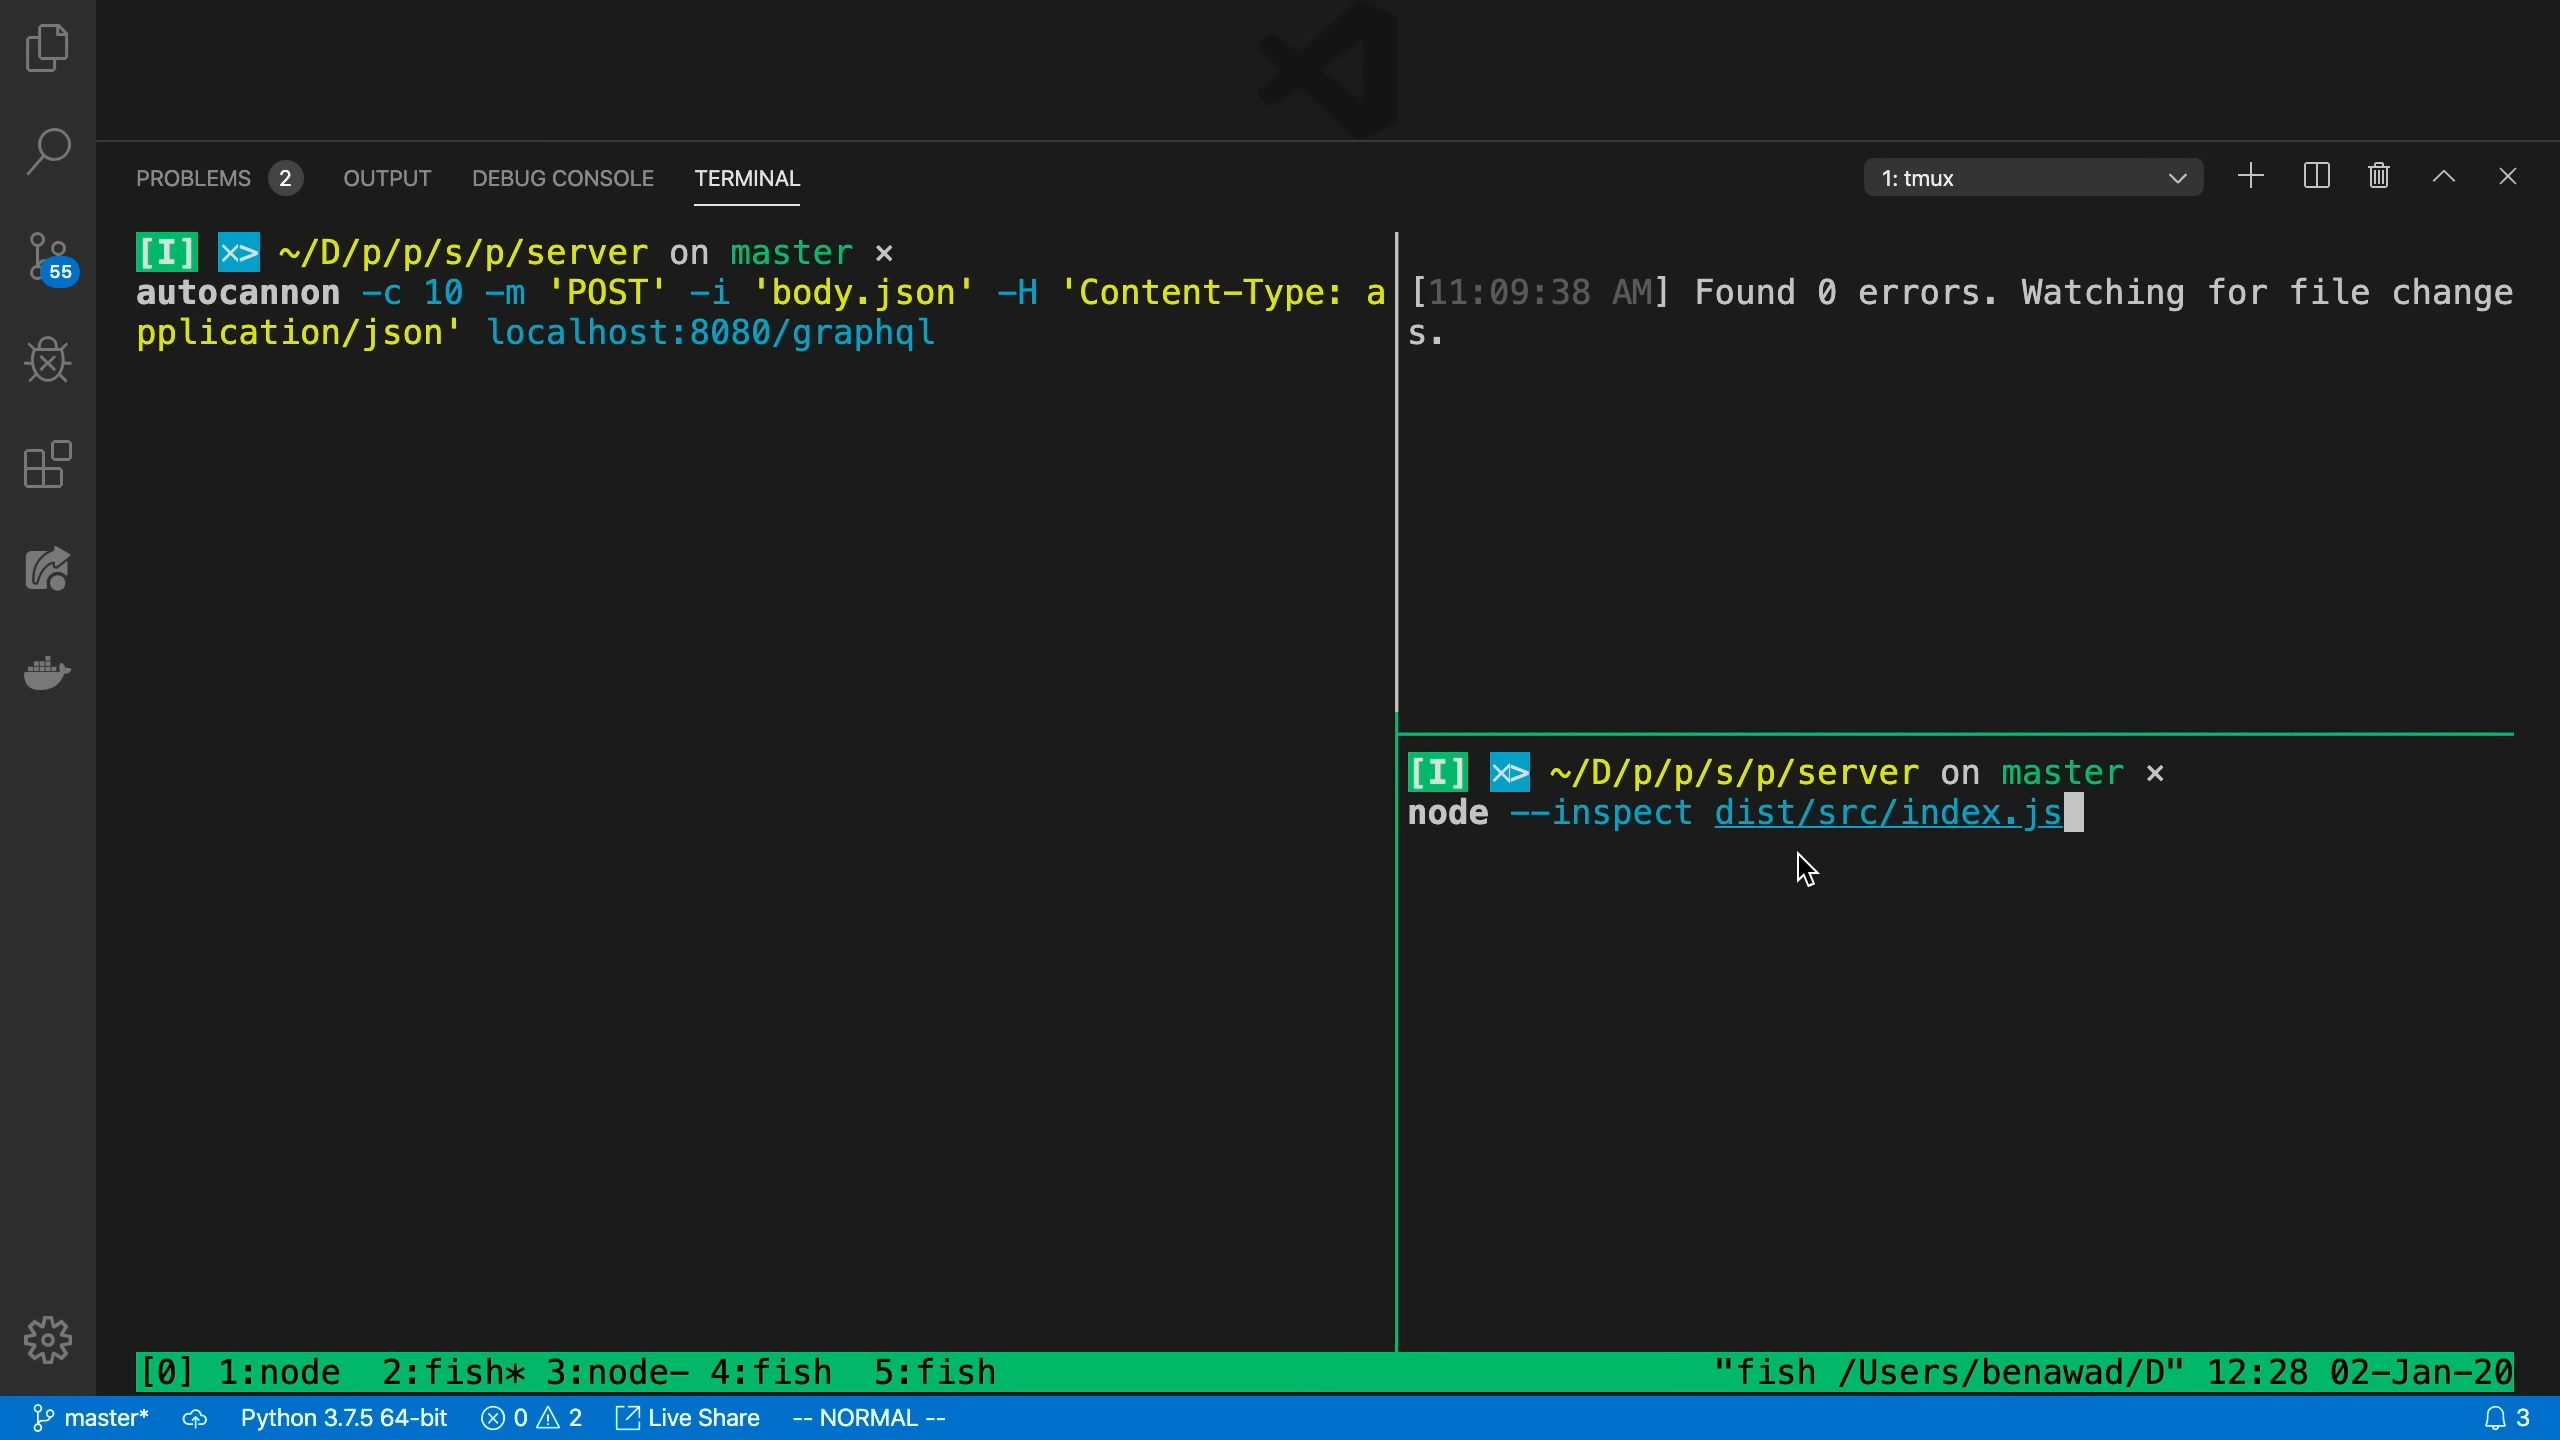 PROBLEMS 2 OUTPUT DEBUG CONSOLE TERMINAL 1: tmux
[I] ⋊> ~/D/p/p/s/p/server on master ×
autocannon -c 10 -m 'POST' -i 'body.json' -H 'Content-Type: a
pplication/json' localhost:8080/graphql
[11:09:38 AM] Found 0 errors. Watching for file change
s.
[I] ⋊> ~/D/p/p/s/p/server on master ×
node --inspect dist/src/index.js
55
[0] 1:node 2:fish* 3:node- 4:fish 5:fish "fish /Users/benawad/D" 12:28 02-Jan-20
master* Python 3.7.5 64-bit 0 2 Live Share -- NORMAL -- 3